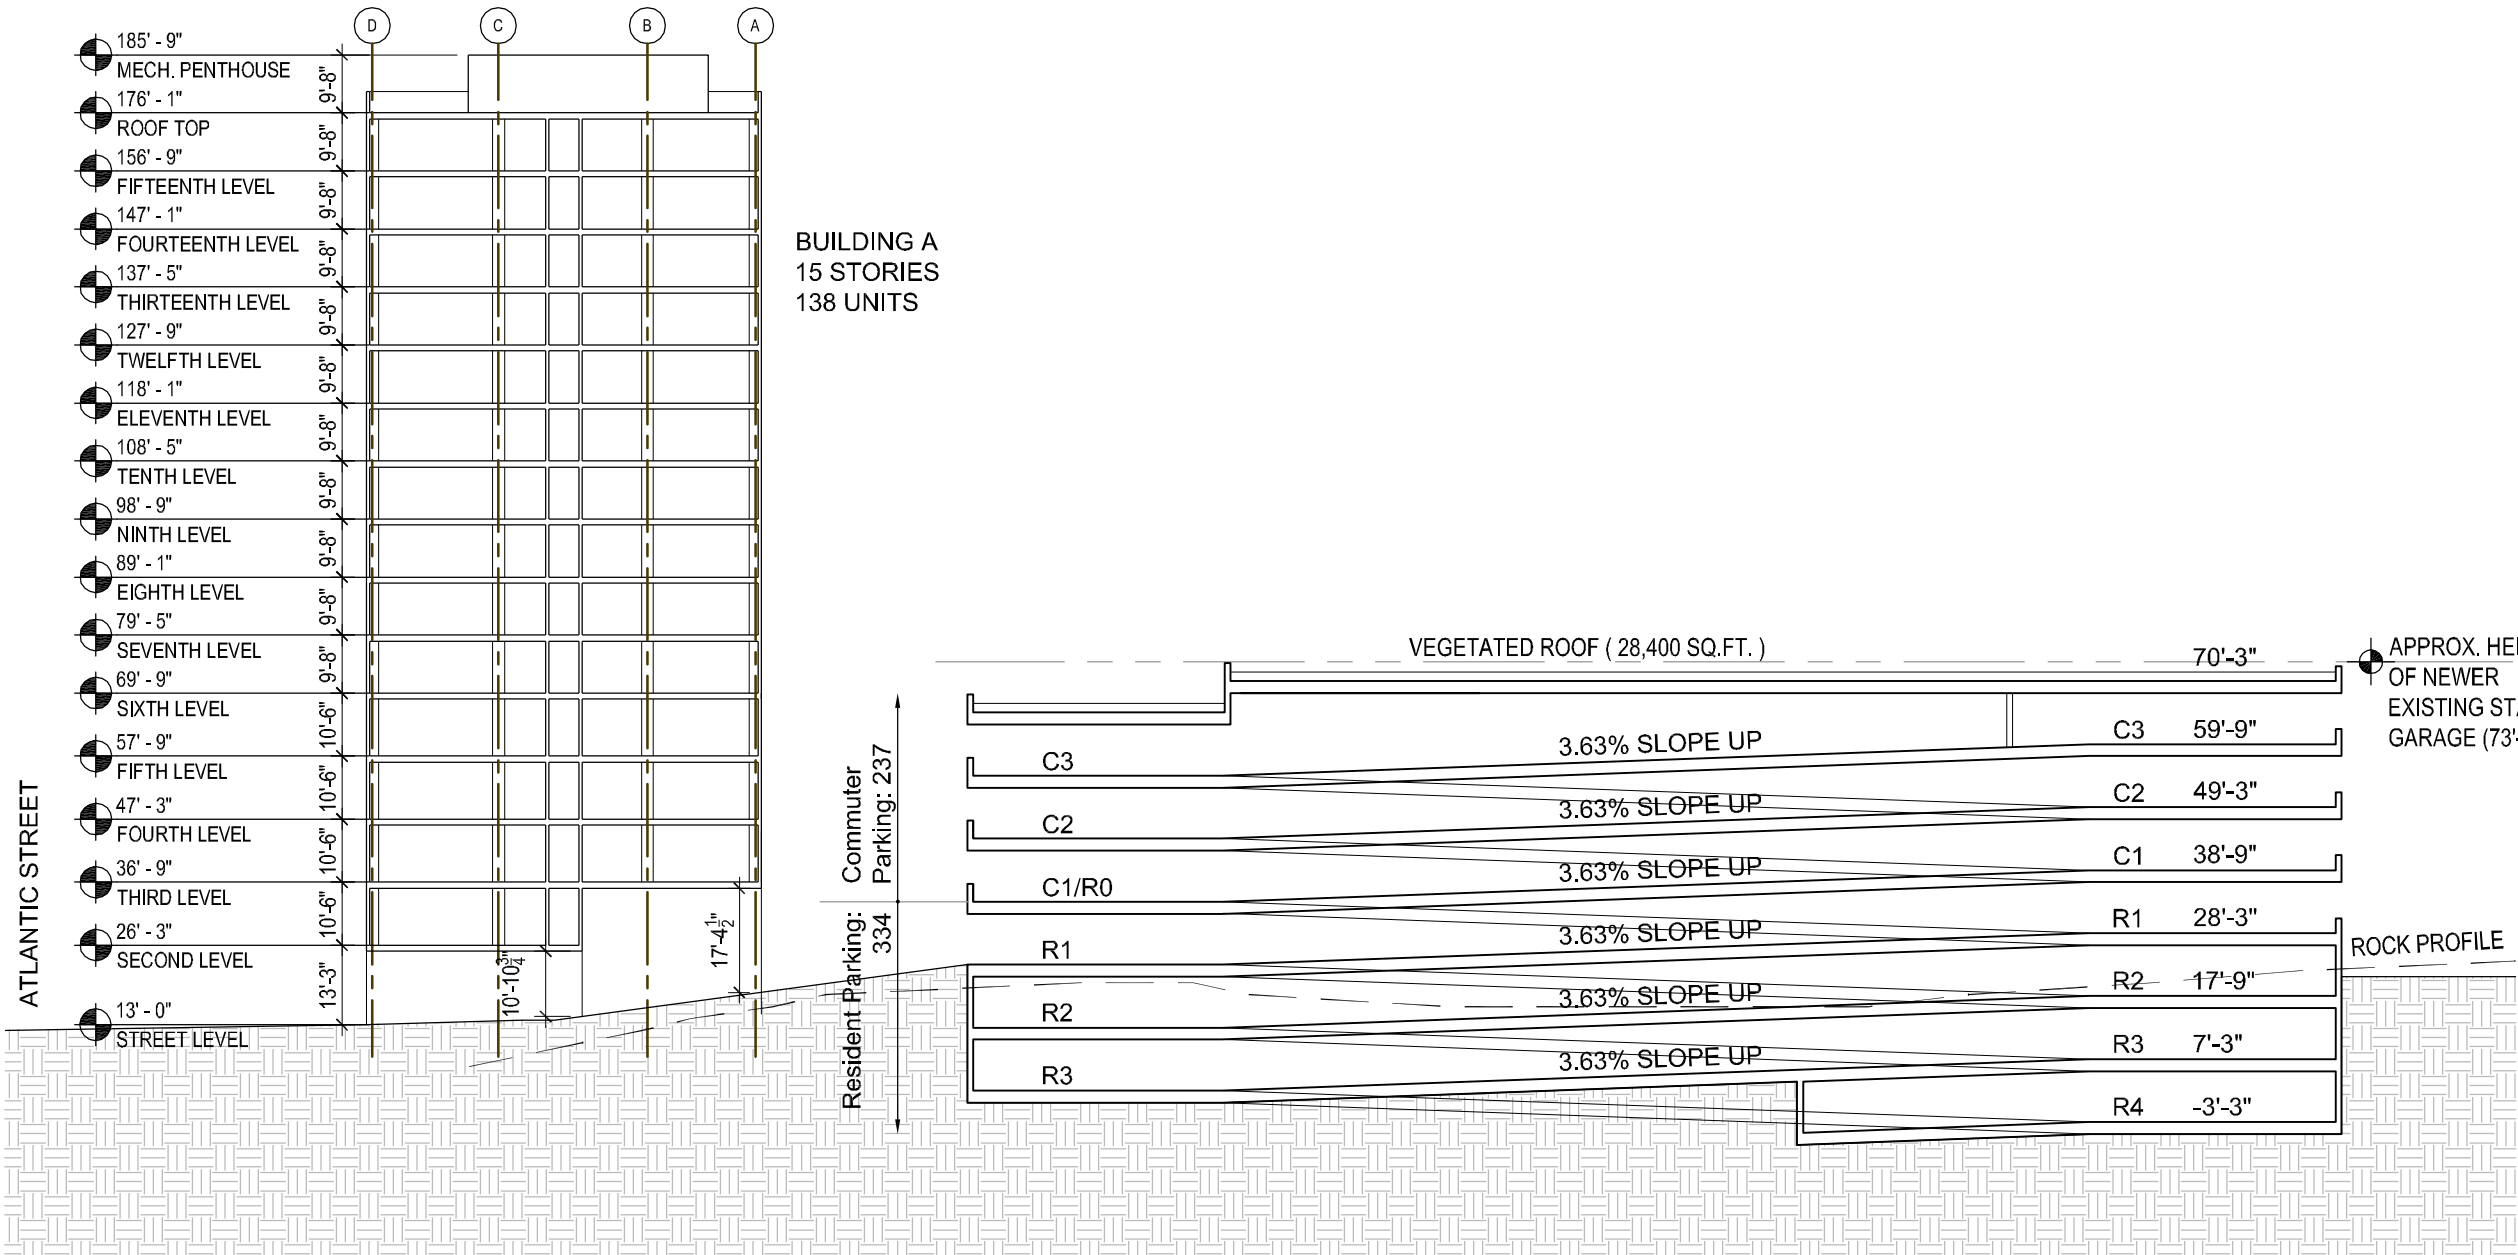 D
C
B
A
185' - 9"
MECH. PENTHOUSE
176' - 1"
ROOF TOP
156' - 9"
FIFTEENTH LEVEL
147' - 1"
FOURTEENTH LEVEL
137' - 5"
THIRTEENTH LEVEL
127' - 9"
TWELFTH LEVEL
118' - 1"
ELEVENTH LEVEL
108' - 5"
TENTH LEVEL
98' - 9"
NINTH LEVEL
89' - 1"
EIGHTH LEVEL
79' - 5"
SEVENTH LEVEL
69' - 9"
SIXTH LEVEL
57' - 9"
FIFTH LEVEL
47' - 3"
FOURTH LEVEL
36' - 9"
THIRD LEVEL
26' - 3"
SECOND LEVEL
13' - 0"
STREET LEVEL
9'-8"
9'-8"
9'-8"
9'-8"
9'-8"
9'-8"
9'-8"
9'-8"
9'-8"
9'-8"
9'-8"
10'-6"
10'-6"
10'-6"
10'-6"
13'-3"
10'-10 3/4"
17'-4 1/2"
ATLANTIC STREET
BUILDING A
15 STORIES
138 UNITS
Commuter
Parking: 237
Resident Parking:
334
VEGETATED ROOF ( 28,400 SQ.FT. )
70'-3"
APPROX. HEI
OF NEWER
EXISTING STA
GARAGE (73'-
C3
3.63% SLOPE UP
C3 59'-9"
C2
3.63% SLOPE UP
C2 49'-3"
C1/R0
3.63% SLOPE UP
C1 38'-9"
R1
3.63% SLOPE UP
R1 28'-3"
ROCK PROFILE
R2
3.63% SLOPE UP
R2 17'-9"
R3
3.63% SLOPE UP
R3 7'-3"
R4 -3'-3"